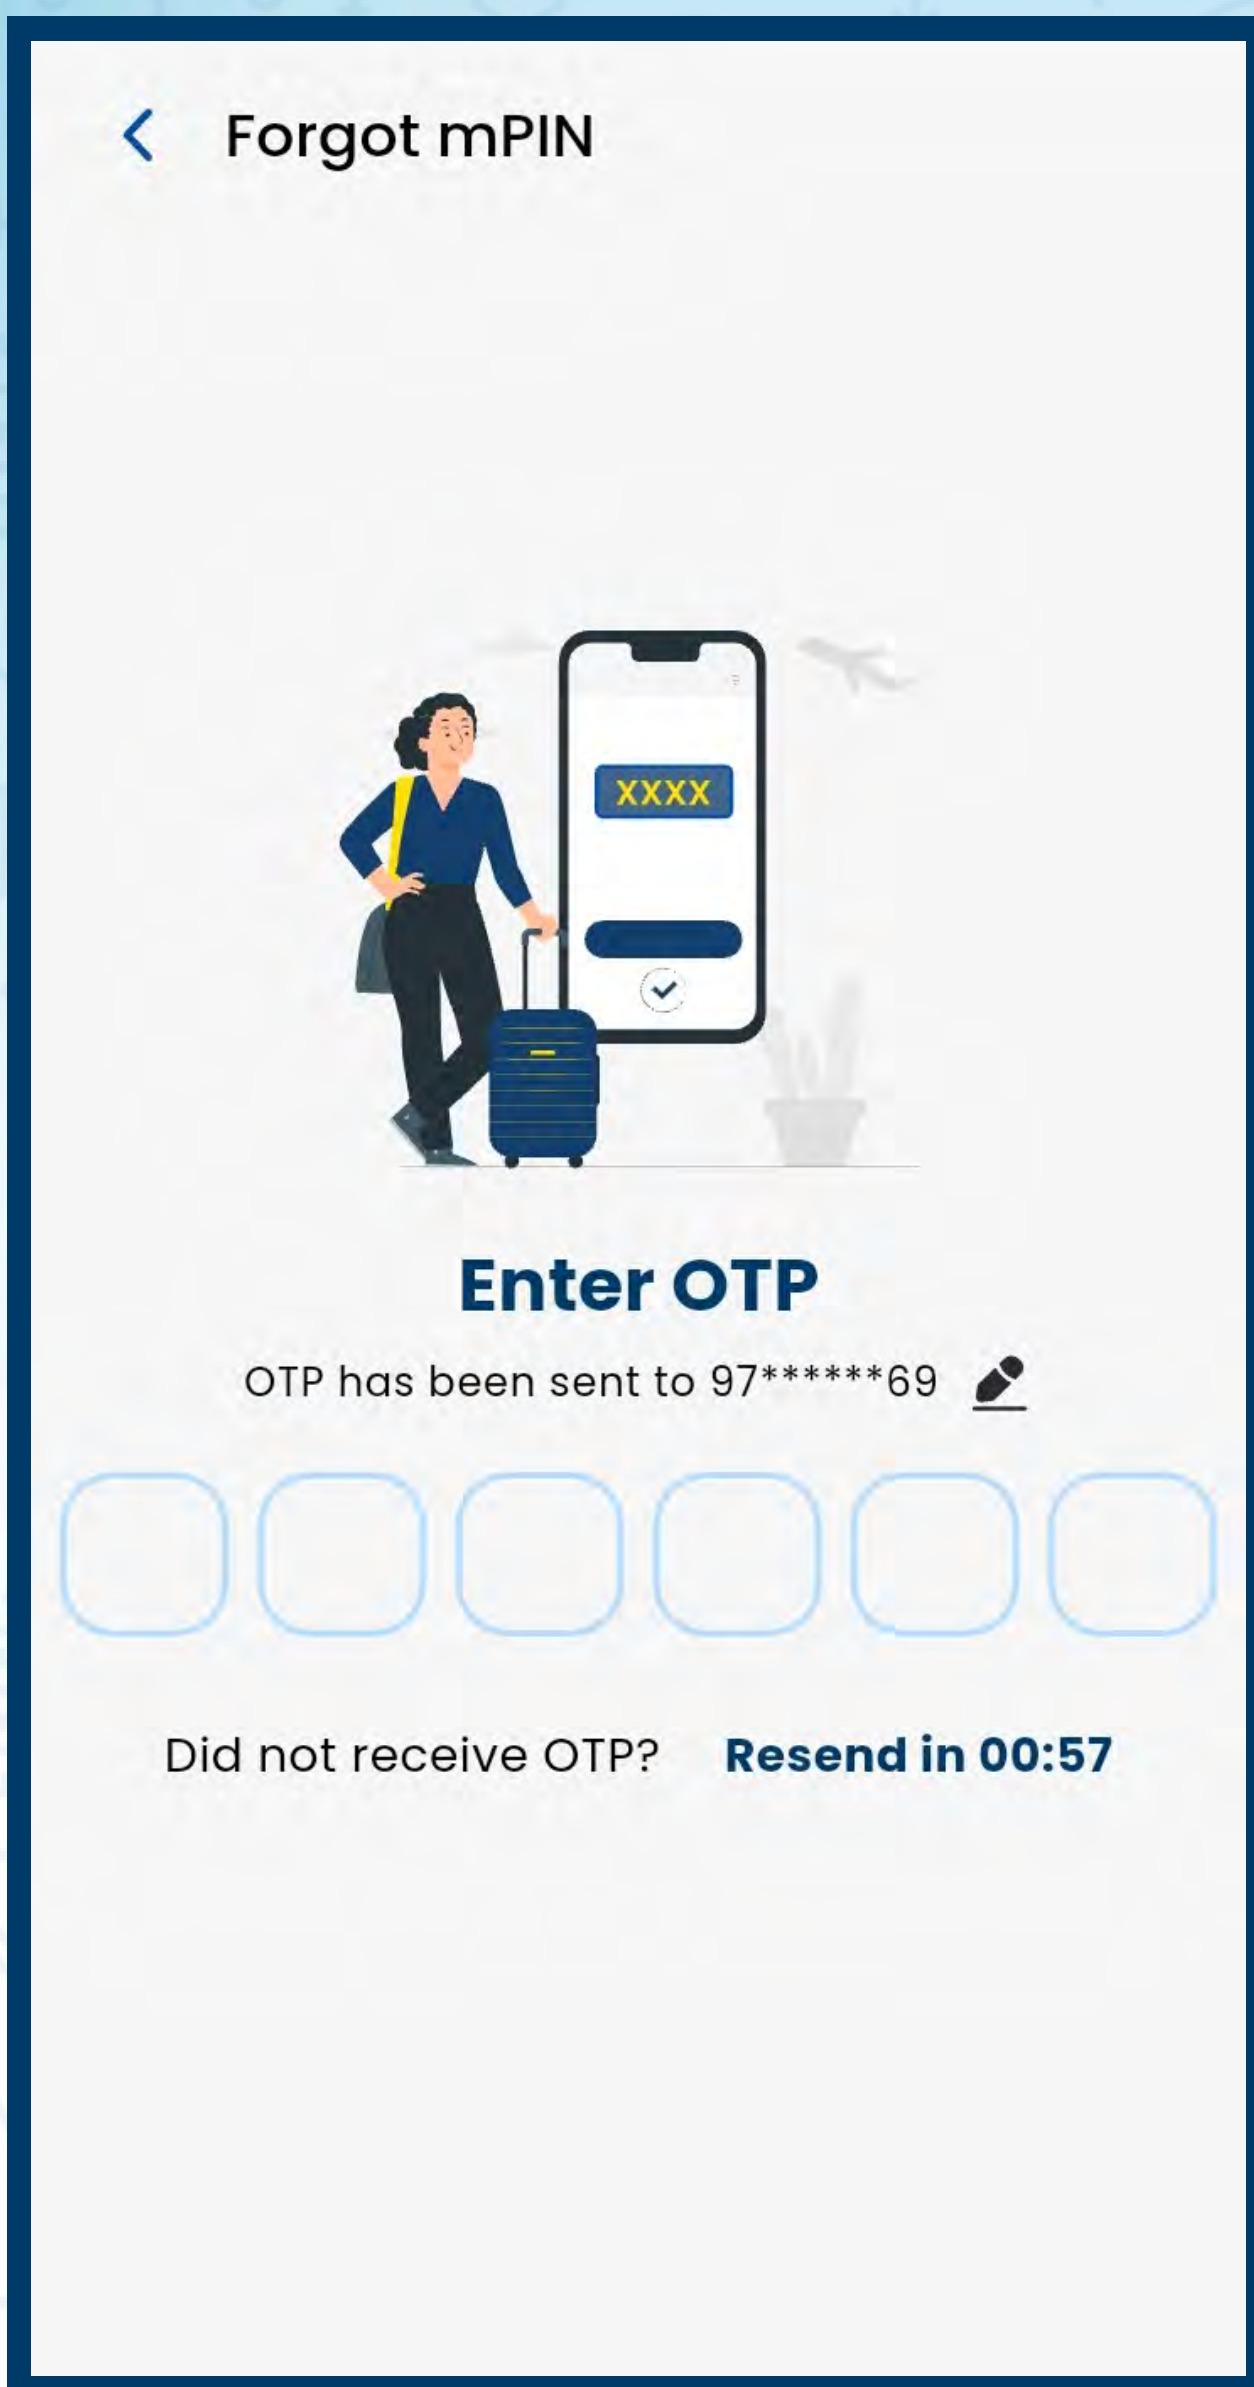 Forgot mPIN
XXXX
Enter OTP
OTP has been sent to 97******69
Did not receive OTP? Resend in 00:57